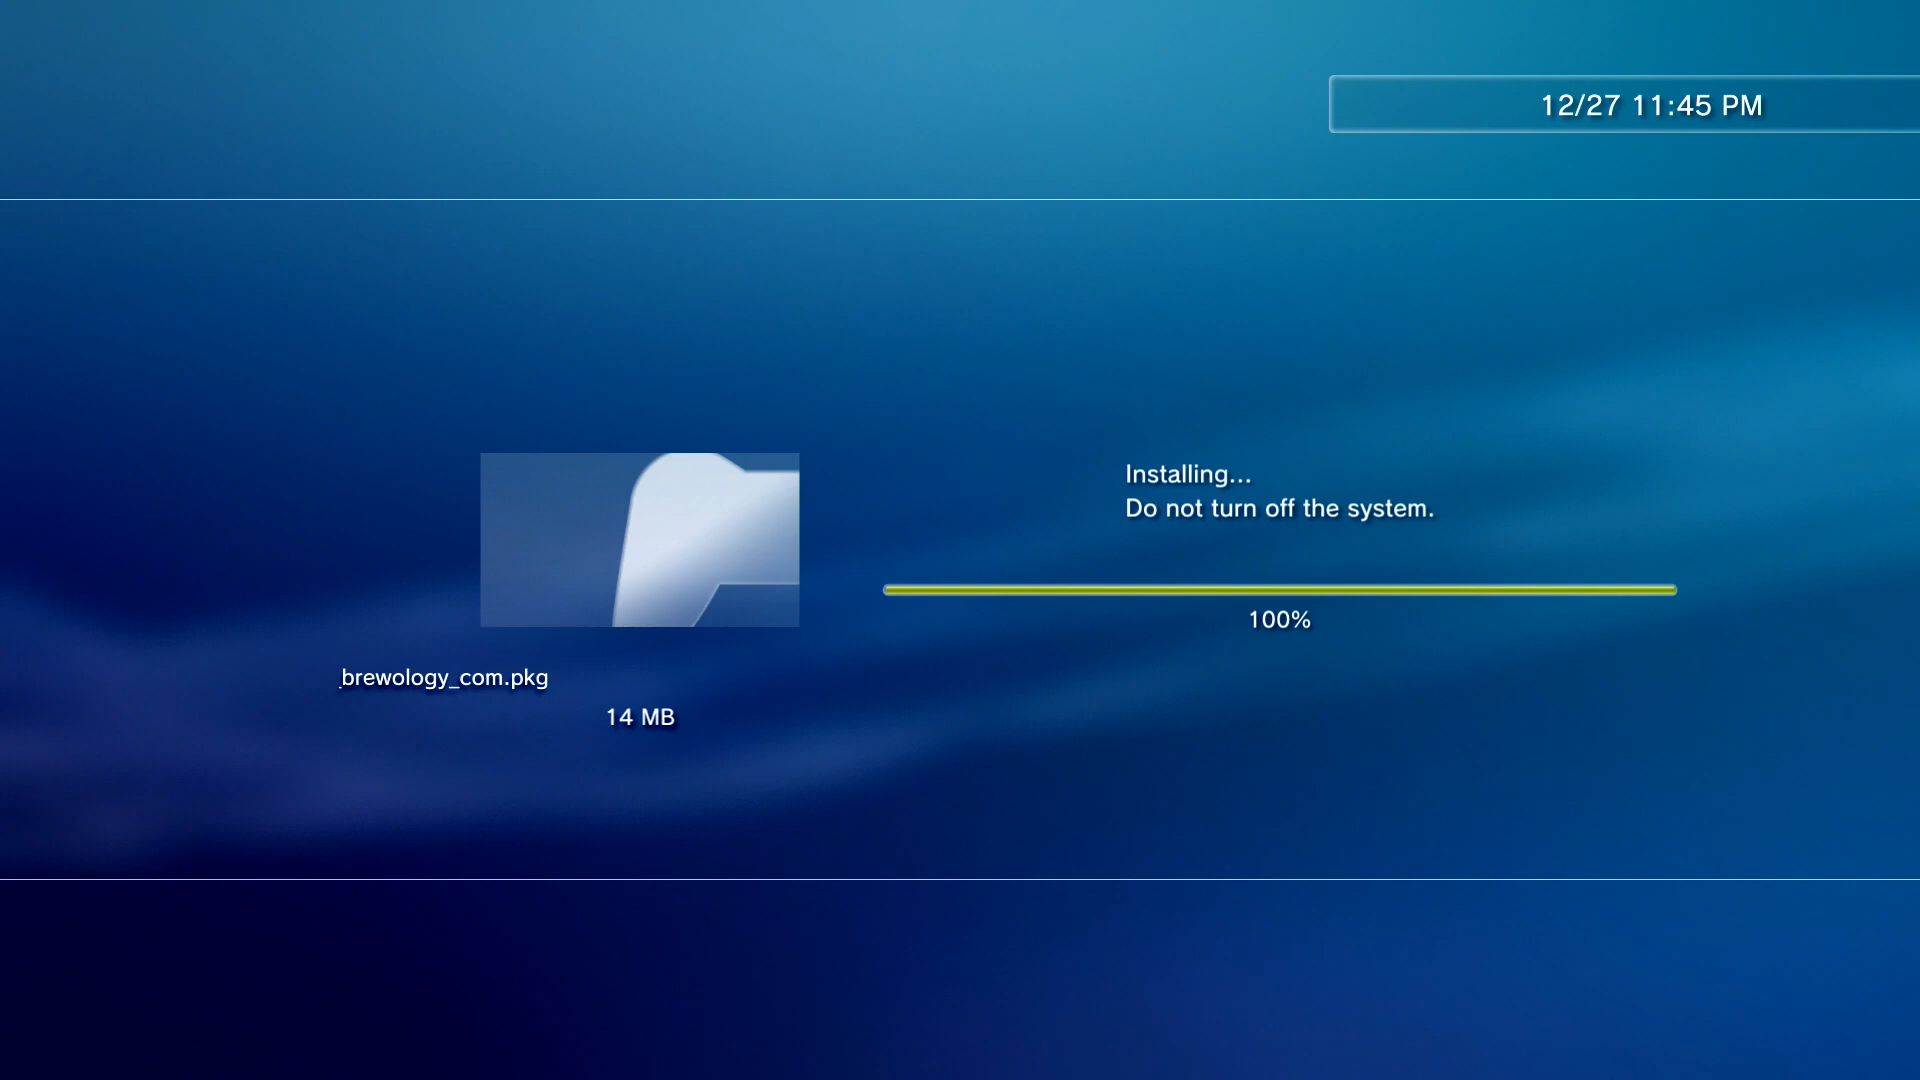 12/27 11:45 PM
Installing...
Do not turn off the system.
100%
brewology_com.pkg
14 MB